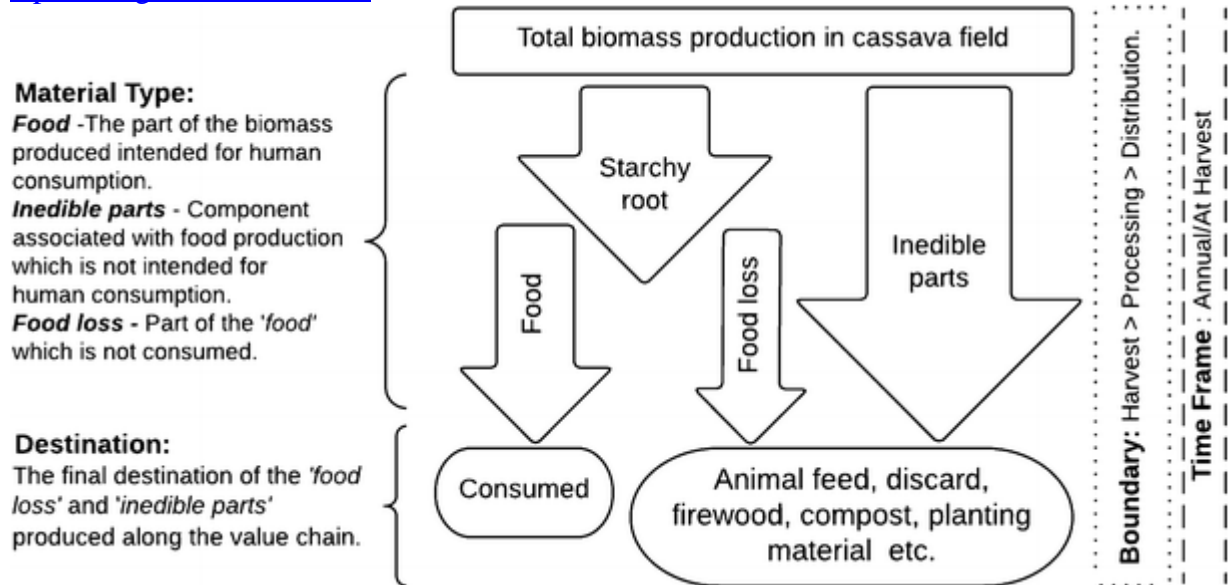 Total biomass production in cassava field
Material Type:
Food -The part of the biomass
produced intended for human
consumption.
Inedible parts - Component
associated with food production
which is not intended for
human consumption.
Food loss - Part of the 'food'
which is not consumed.
Starchy
root
Food
Food loss
Inedible
parts
Destination:
The final destination of the 'food
loss' and 'inedible parts'
produced along the value chain.
Consumed
Animal feed, discard,
firewood, compost, planting
material etc.
Boundary: Harvest > Processing > Distribution.
Time Frame : Annual/At Harvest